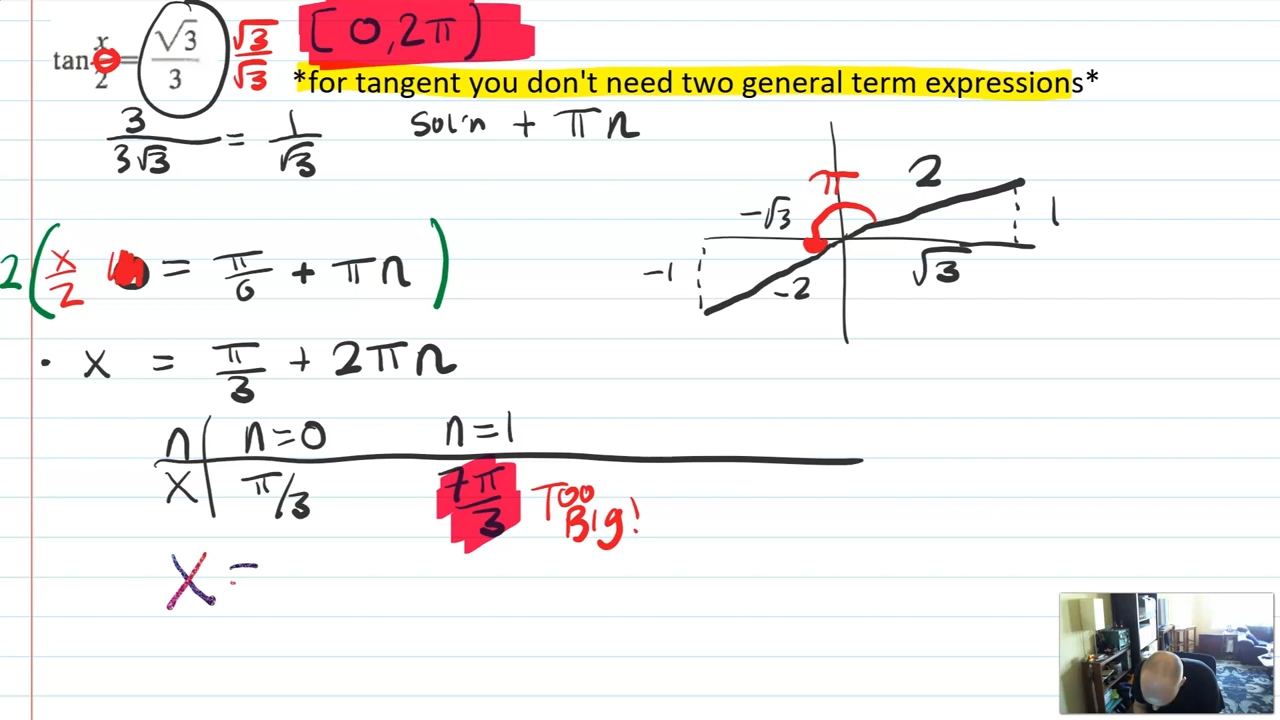 tan x/2 = √3/3 √3/√3 [0,2π)
*for tangent you don't need two general term expressions*
3/3√3 = 1/√3 Sol'n + πn
π 2
-√3 1
-1 -2 √3
2(x/2 = π/6 + πn)
· x = π/3 + 2πn
n n=0 n=1
x π/3 7π/3 Too Big!
X =